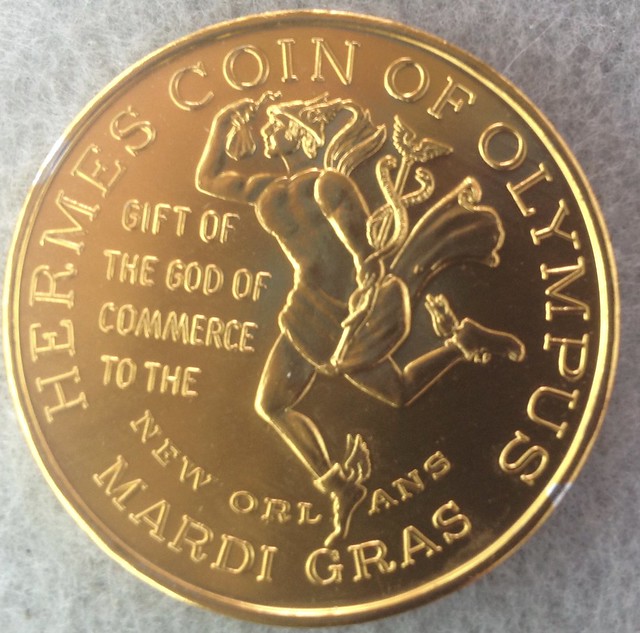 HERMES COIN OF OLYMPUS
GIFT OF
THE GOD OF
COMMERCE
TO THE
NEW ORLEANS
MARDI GRAS